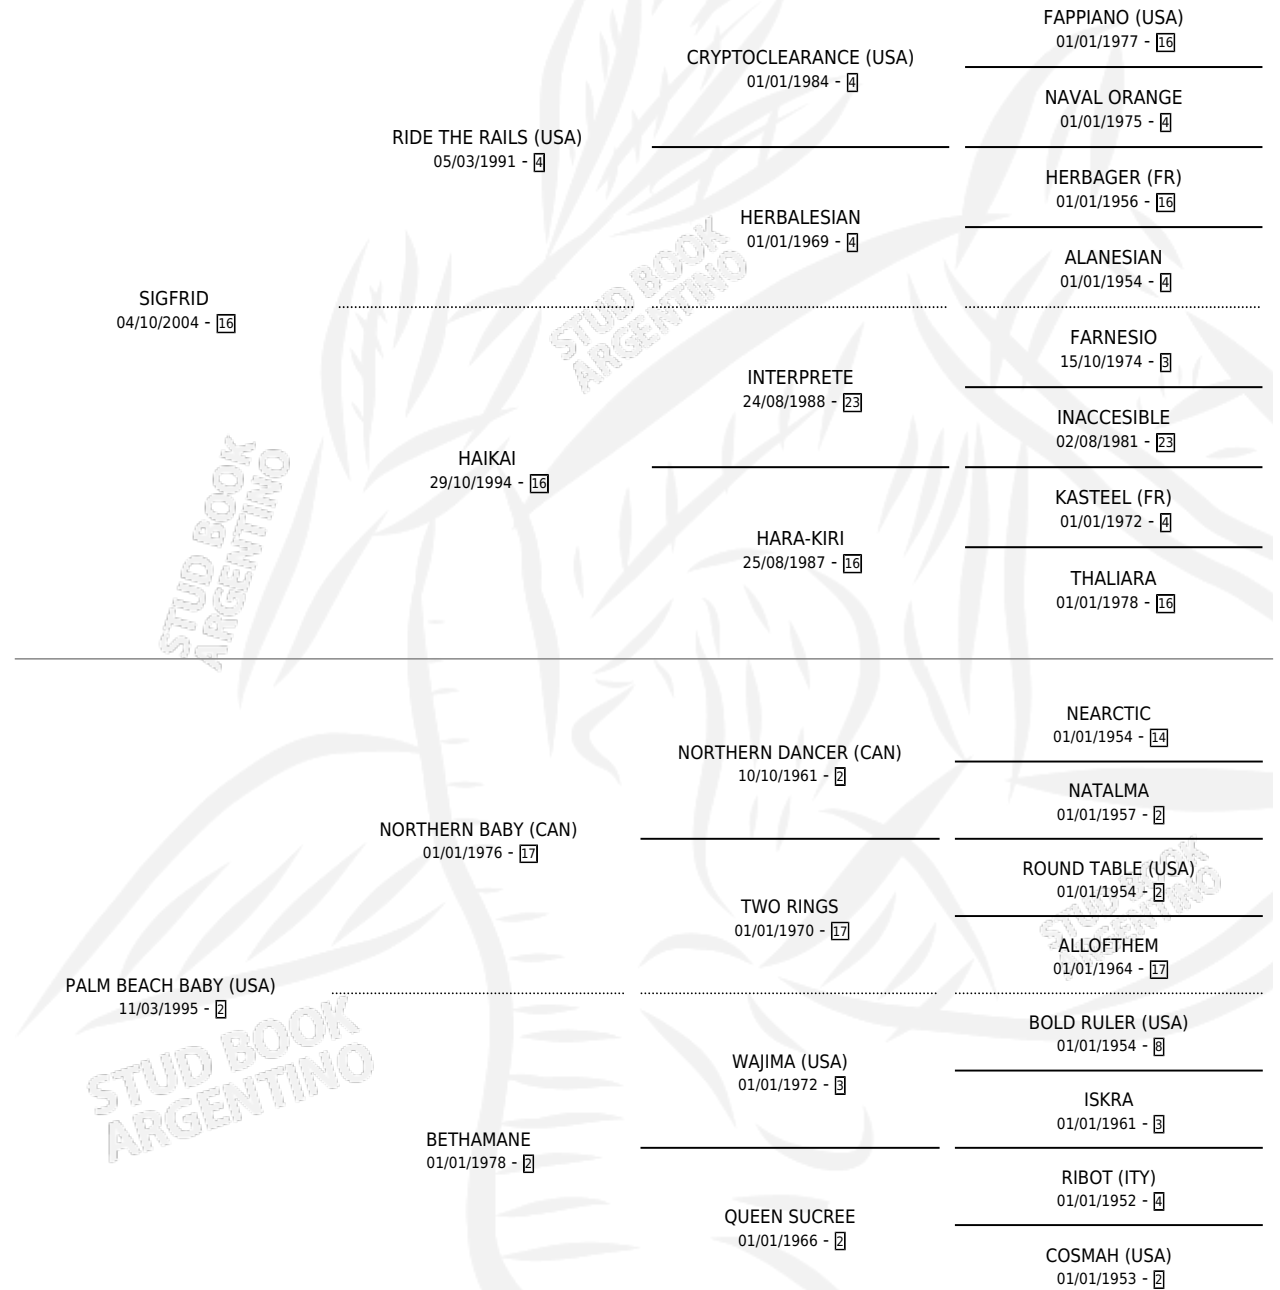 FAPPIANO (USA)
01/01/1977 - 16
CRYPTOCLEARANCE (USA)
01/01/1984 - 4
NAVAL ORANGE
01/01/1975 - 4
RIDE THE RAILS (USA)
05/03/1991 - 4
HERBAGER (FR)
01/01/1956 - 16
HERBALESIAN
01/01/1969 - 4
ALANESIAN
01/01/1954 - 4
SIGFRID
04/10/2004 - 16
STUD BOOK
ARGENTINO
FARNESIO
15/10/1974 - 3
INTERPRETE
24/08/1988 - 23
INACCESIBLE
02/08/1981 - 23
HAIKAI
29/10/1994 - 16
KASTEEL (FR)
01/01/1972 - 4
HARA-KIRI
25/08/1987 - 16
THALIARA
01/01/1978 - 16
STUD BOOK
ARGENTINO
NEARCTIC
01/01/1954 - 14
NORTHERN DANCER (CAN)
10/10/1961 - 2
NATALMA
01/01/1957 - 2
NORTHERN BABY (CAN)
01/01/1976 - 17
ROUND TABLE (USA)
01/01/1954 - 2
TWO RINGS
01/01/1970 - 17
STUD BOOK
ARGENTINO
ALLOFTHEM
01/01/1964 - 17
PALM BEACH BABY (USA)
11/03/1995 - 2
BOLD RULER (USA)
01/01/1954 - 8
WAJIMA (USA)
01/01/1972 - 3
STUD BOOK
ARGENTINO
ISKRA
01/01/1961 - 3
BETHAMANE
01/01/1978 - 2
RIBOT (ITY)
01/01/1952 - 4
QUEEN SUCREE
01/01/1966 - 2
COSMAH (USA)
01/01/1953 - 2